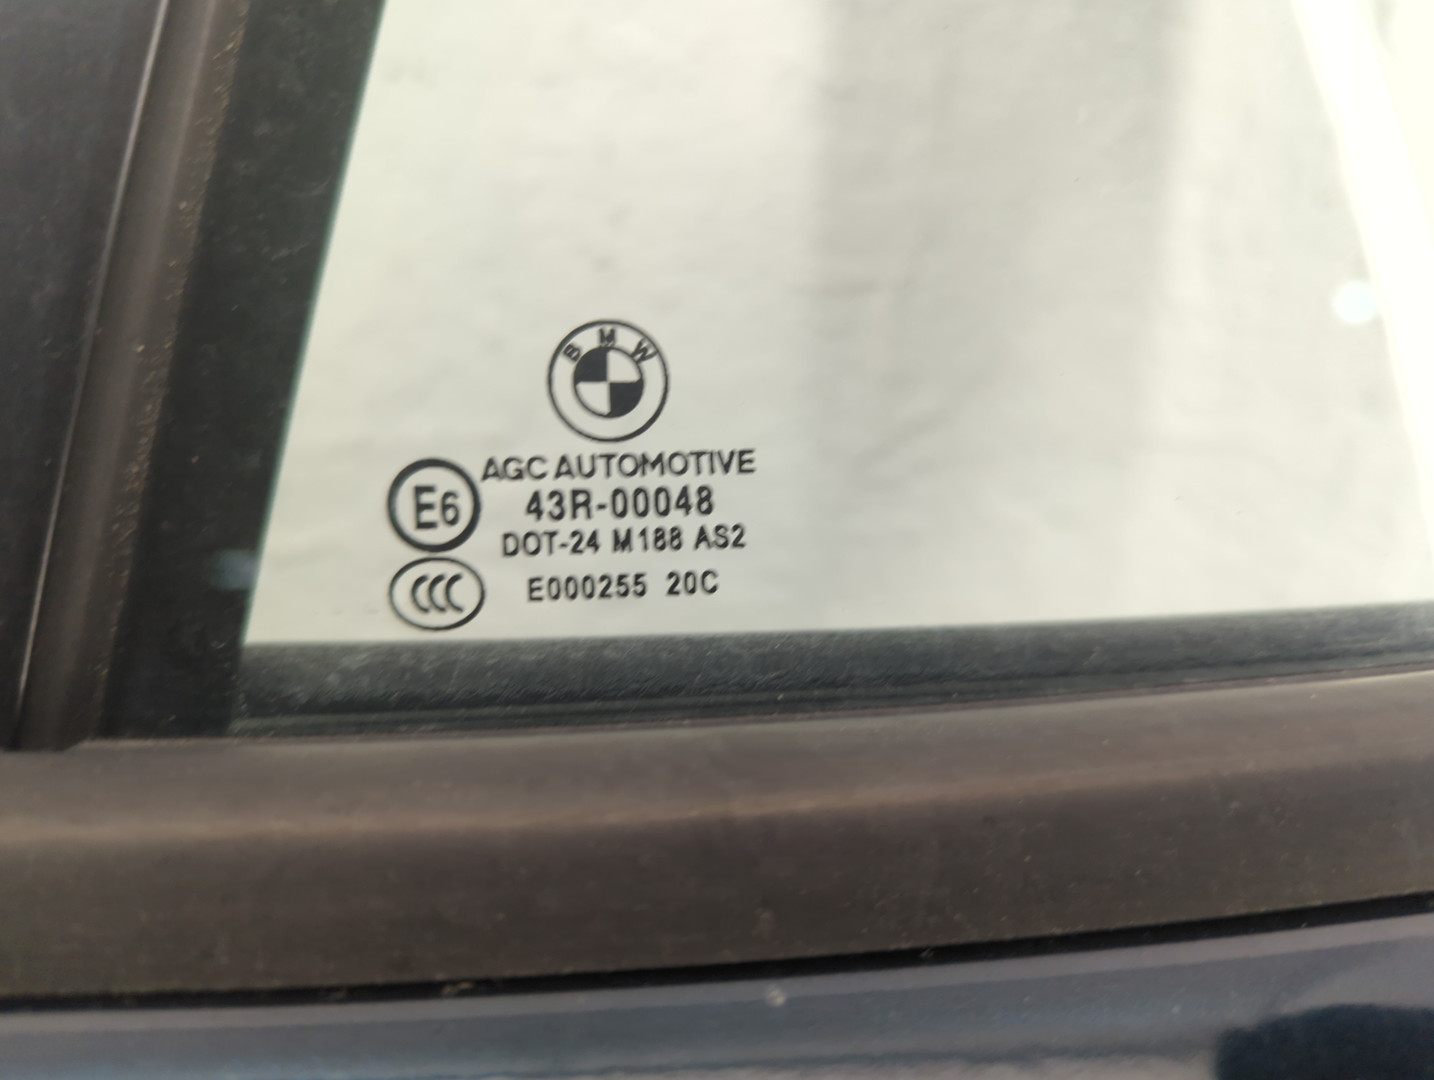 BMW
AGC AUTOMOTIVE
E6 43R-00048
DOT-24 M188 AS2
CCC E000255 20C